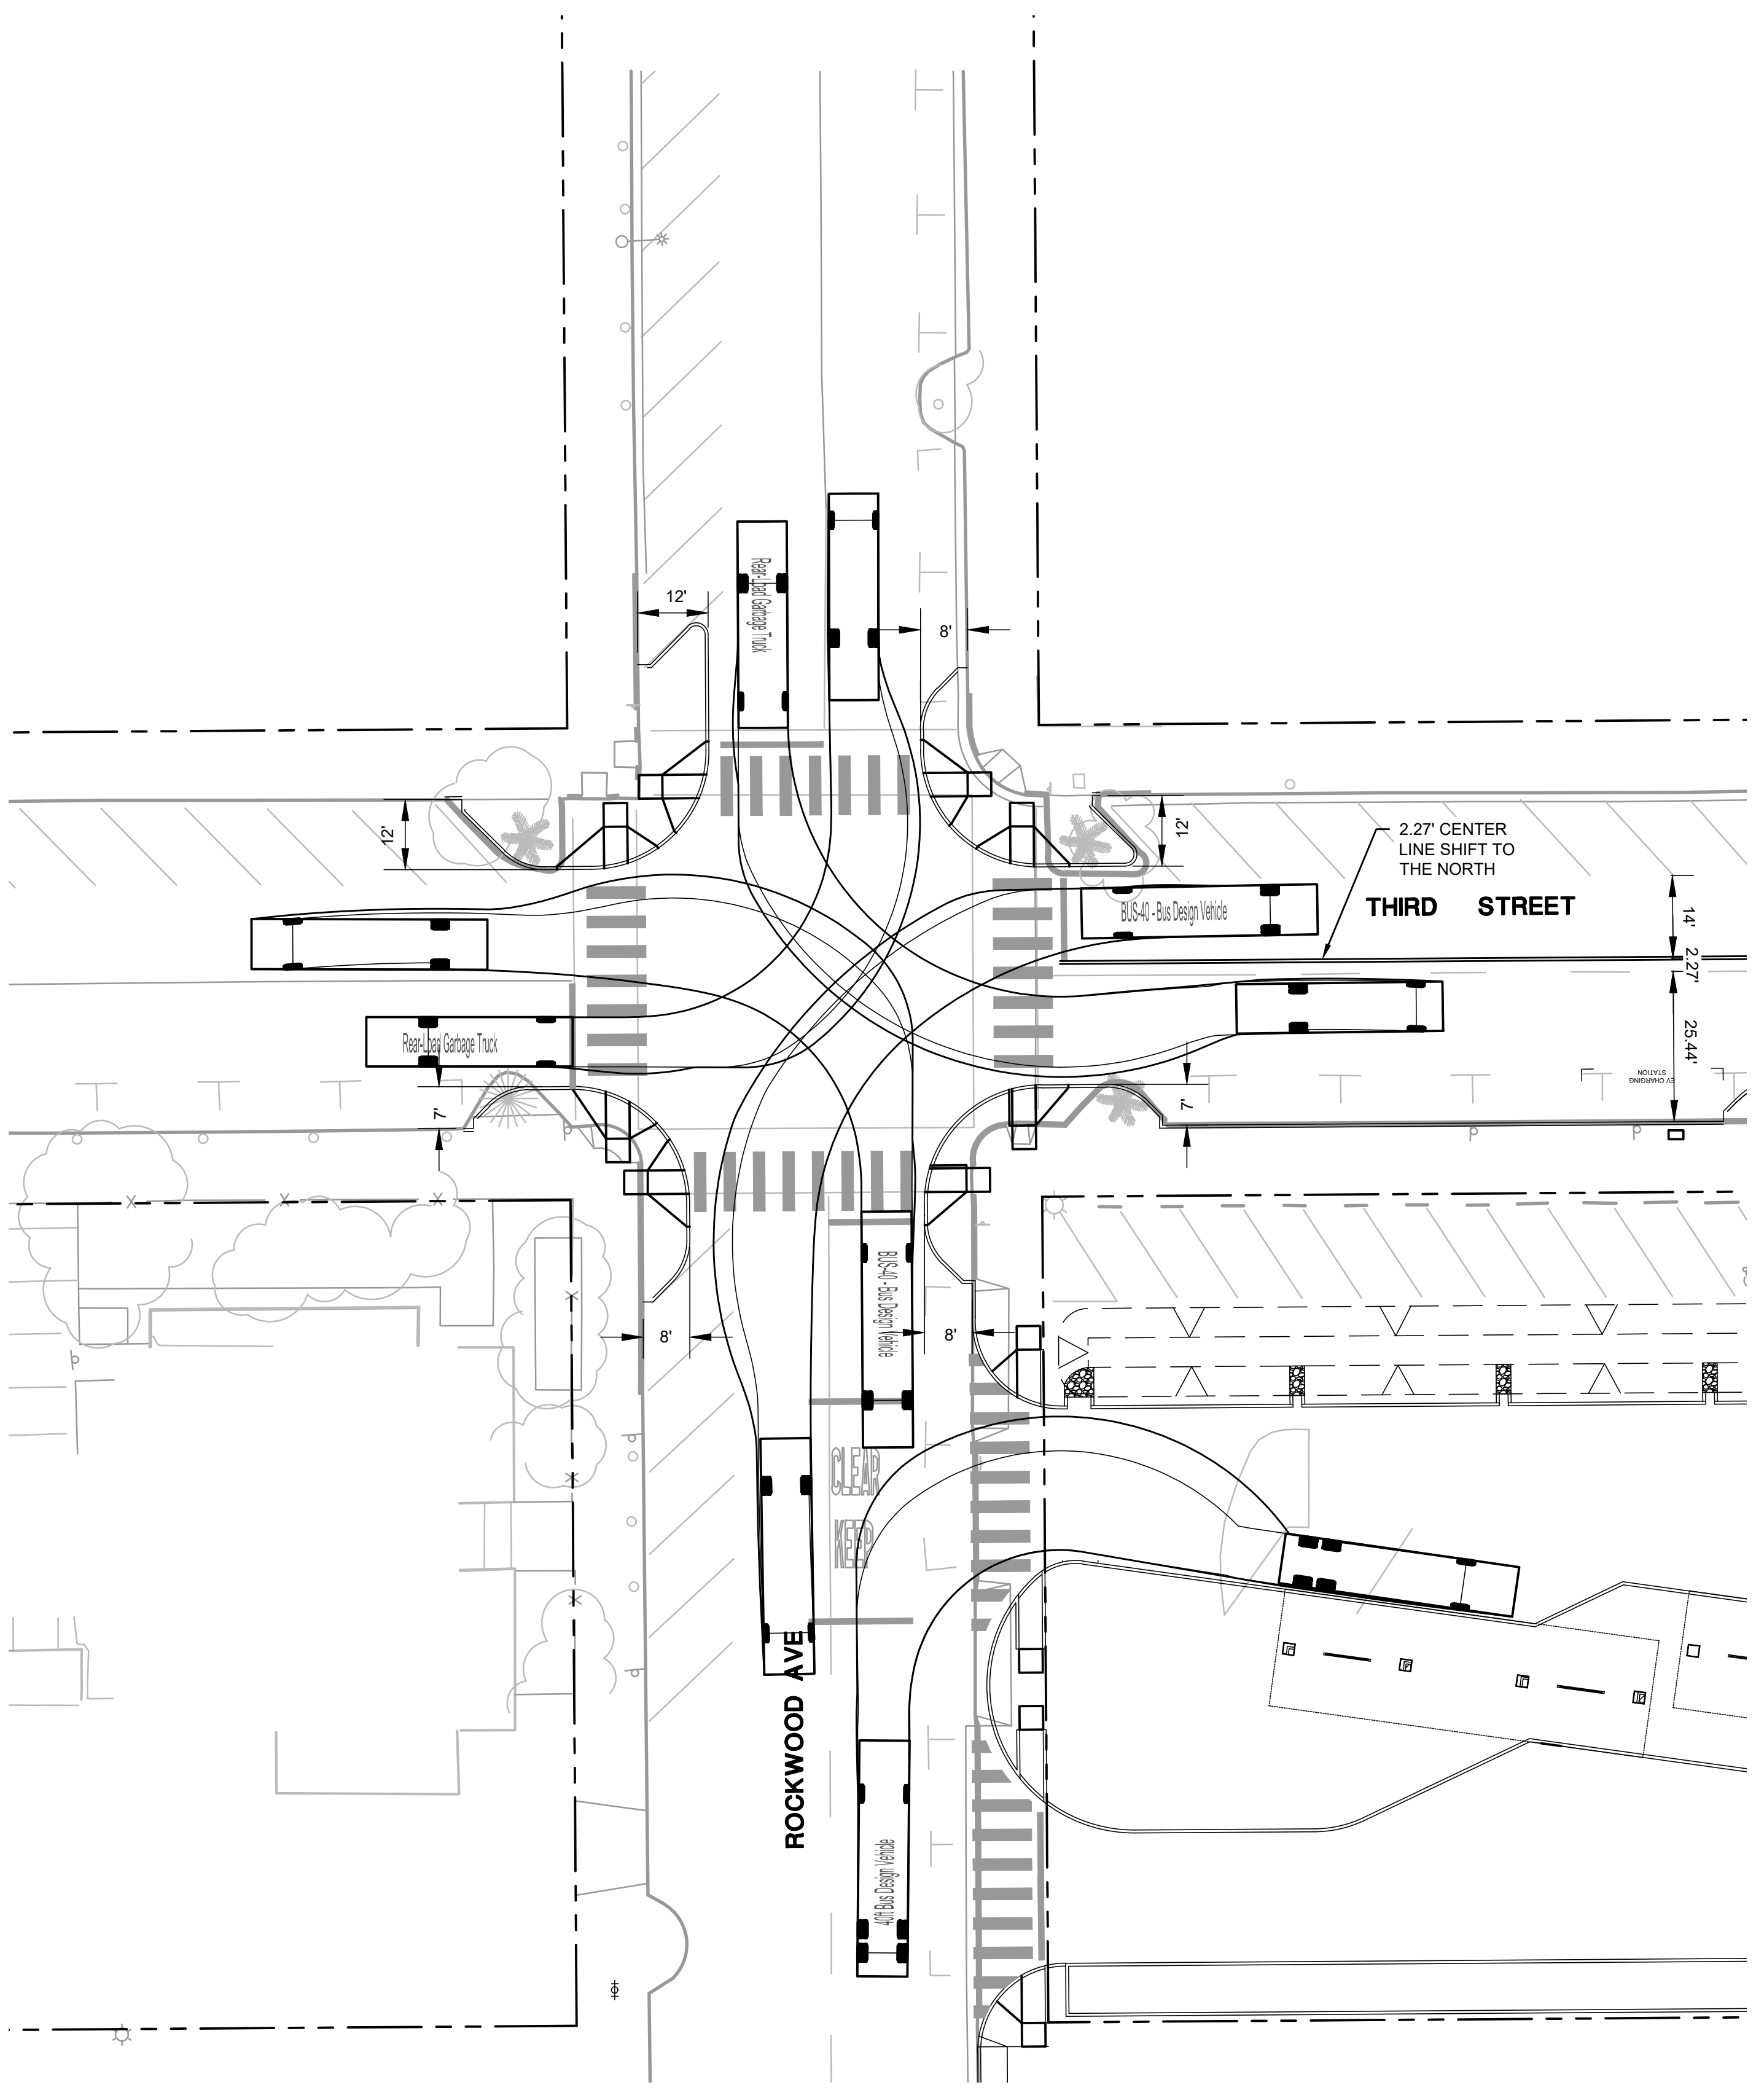 12'
Rear-Load Garbage Truck
8'
12'
12'
2.27' CENTER
LINE SHIFT TO
THE NORTH
THIRD STREET
BUS-40 - Bus Design Vehicle
14'
2.27'
25.44'
Rear-Load Garbage Truck
7'
7'
EV CHARGING
STATION
8'
BUS-40 - Bus Design Vehicle
8'
CLEAR
KEEP
ROCKWOOD AVE
40ft Bus Design Vehicle